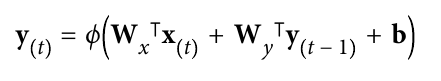 𝐲(t) = ϕ(𝐖x⊤𝐱(t) + 𝐖y⊤𝐲(t – 1) + 𝐛)